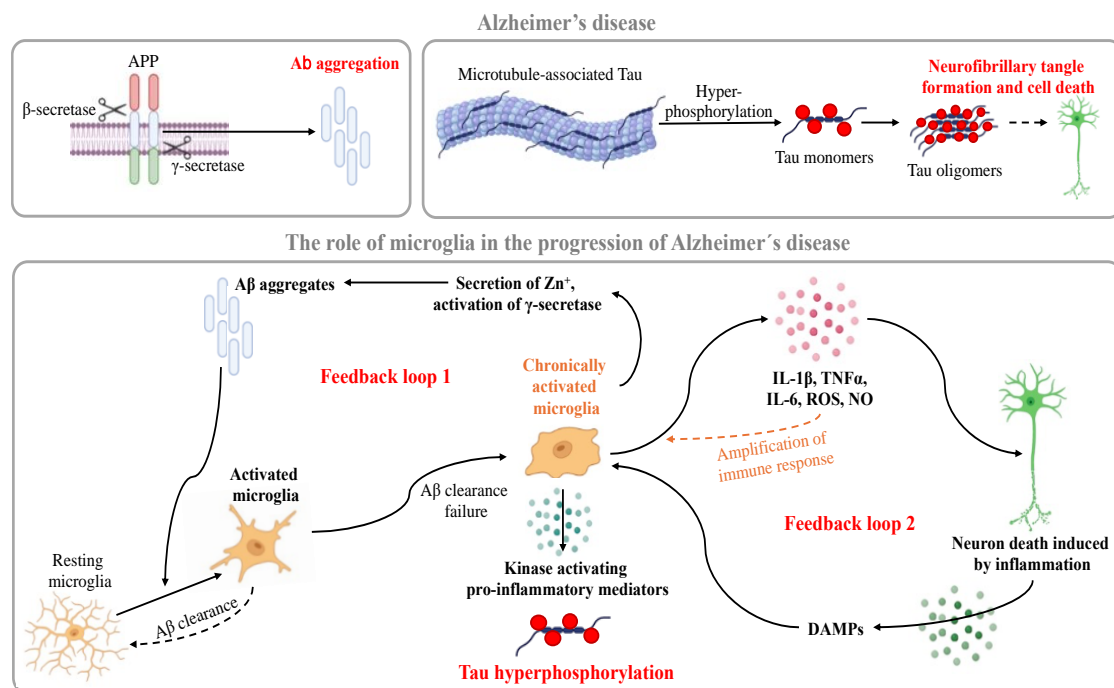 Alzheimer's disease
APP
Ab aggregation
β-secretase
γ-secretase
Microtubule-associated Tau
Hyper-
phosphorylation
Tau monomers
Neurofibrillary tangle
formation and cell death
Tau oligomers
The role of microglia in the progression of Alzheimer´s disease
Aβ aggregates
Secretion of Zn⁺,
activation of γ-secretase
Feedback loop 1
Chronically
activated
microglia
IL-1β, TNFα,
IL-6, ROS, NO
Amplification of
immune response
Activated
microglia
Aβ clearance
failure
Resting
microglia
Aβ clearance
Kinase activating
pro-inflammatory mediators
Tau hyperphosphorylation
Feedback loop 2
Neuron death induced
by inflammation
DAMPs